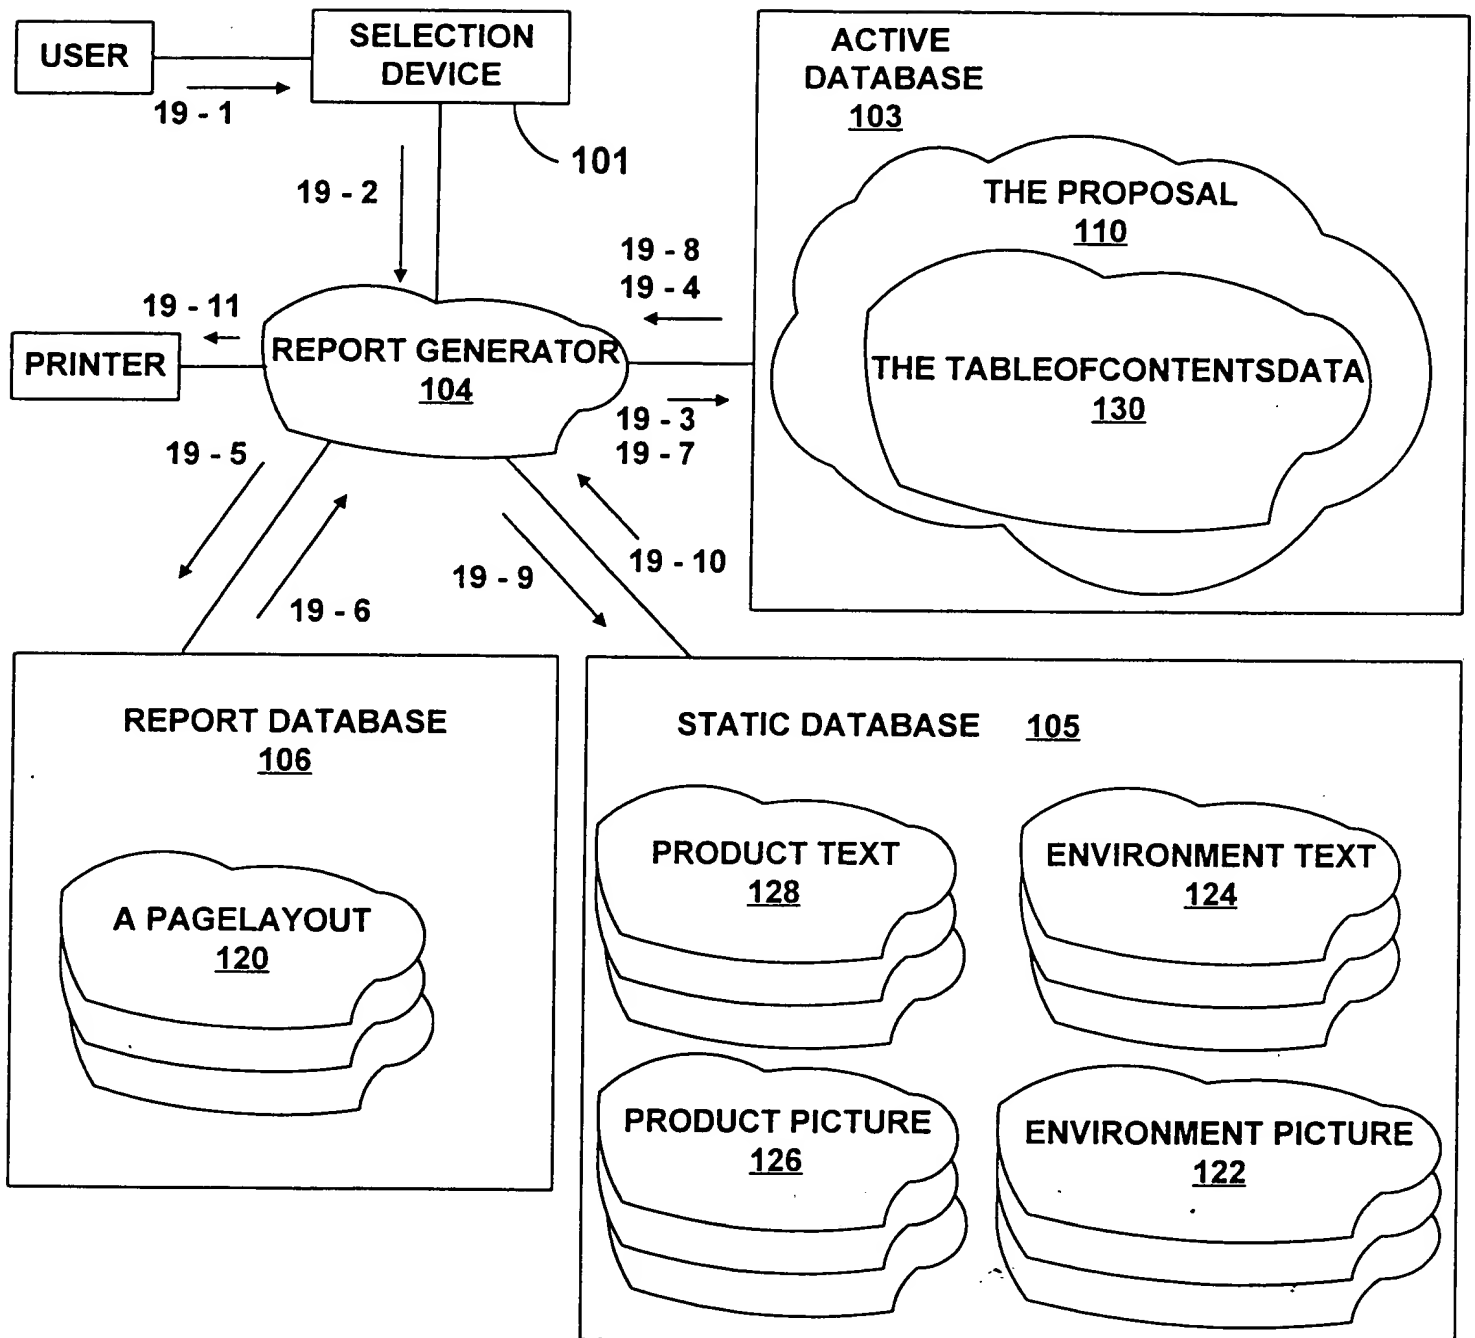 USER
SELECTION
DEVICE
19 - 1
101
19 - 2
ACTIVE
DATABASE
103
THE PROPOSAL
110
THE TABLEOFCONTENTSDATA
130
19 - 8
19 - 4
19 - 11
PRINTER
REPORT GENERATOR
104
19 - 3
19 - 7
19 - 5
19 - 6
19 - 9
19 - 10
REPORT DATABASE
106
A PAGELAYOUT
120
STATIC DATABASE 105
PRODUCT TEXT
128
ENVIRONMENT TEXT
124
PRODUCT PICTURE
126
ENVIRONMENT PICTURE
122